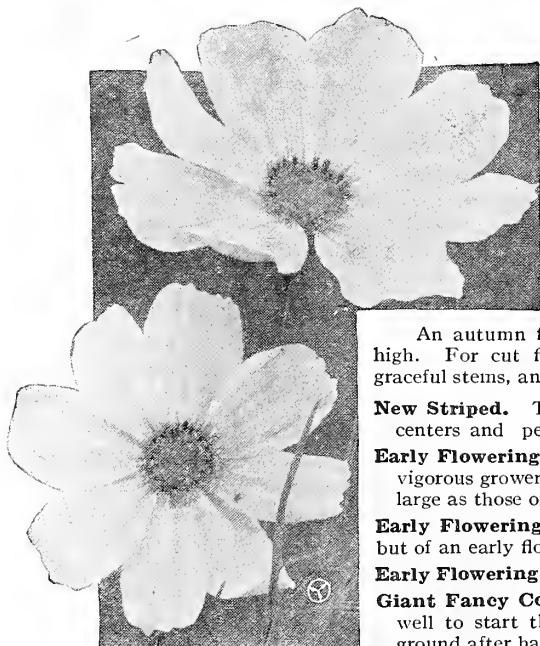 An autumn f
high. For cut f
graceful stems, an
New Striped. T
centers and pe
Early Flowering
vigorous grower
large as those o
Early Flowering
but of an early flo
Early Flowering
Giant Fancy Co
well to start th
ground after ha